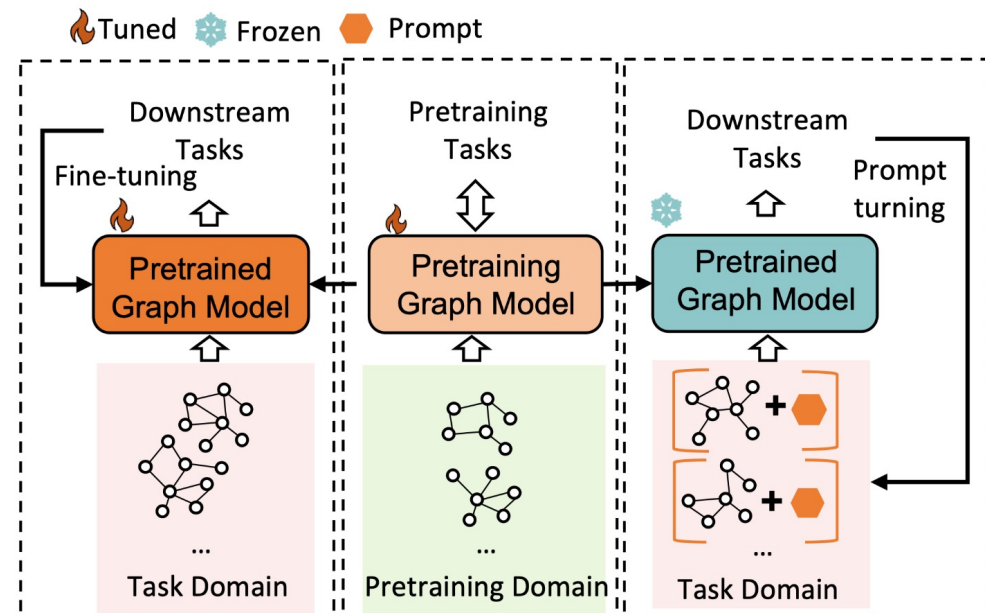 Tuned Frozen Prompt
Downstream
Tasks
Fine-tuning
Pretrained
Graph Model
...
Task Domain
Pretraining
Tasks
Pretraining
Graph Model
...
Pretraining Domain
Downstream
Tasks
Prompt
turning
Pretrained
Graph Model
+
+
...
Task Domain